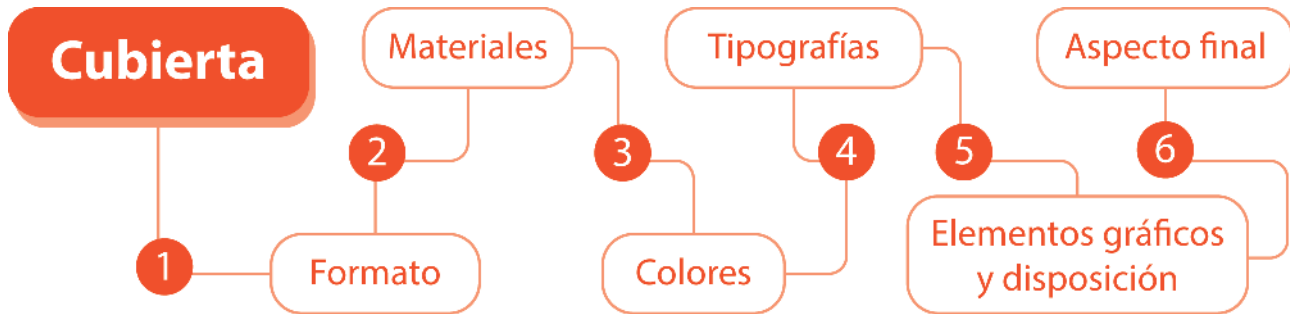 Cubierta
1
Formato
2
Materiales
3
Colores
4
Tipografías
5
Elementos gráficos
y disposición
6
Aspecto final